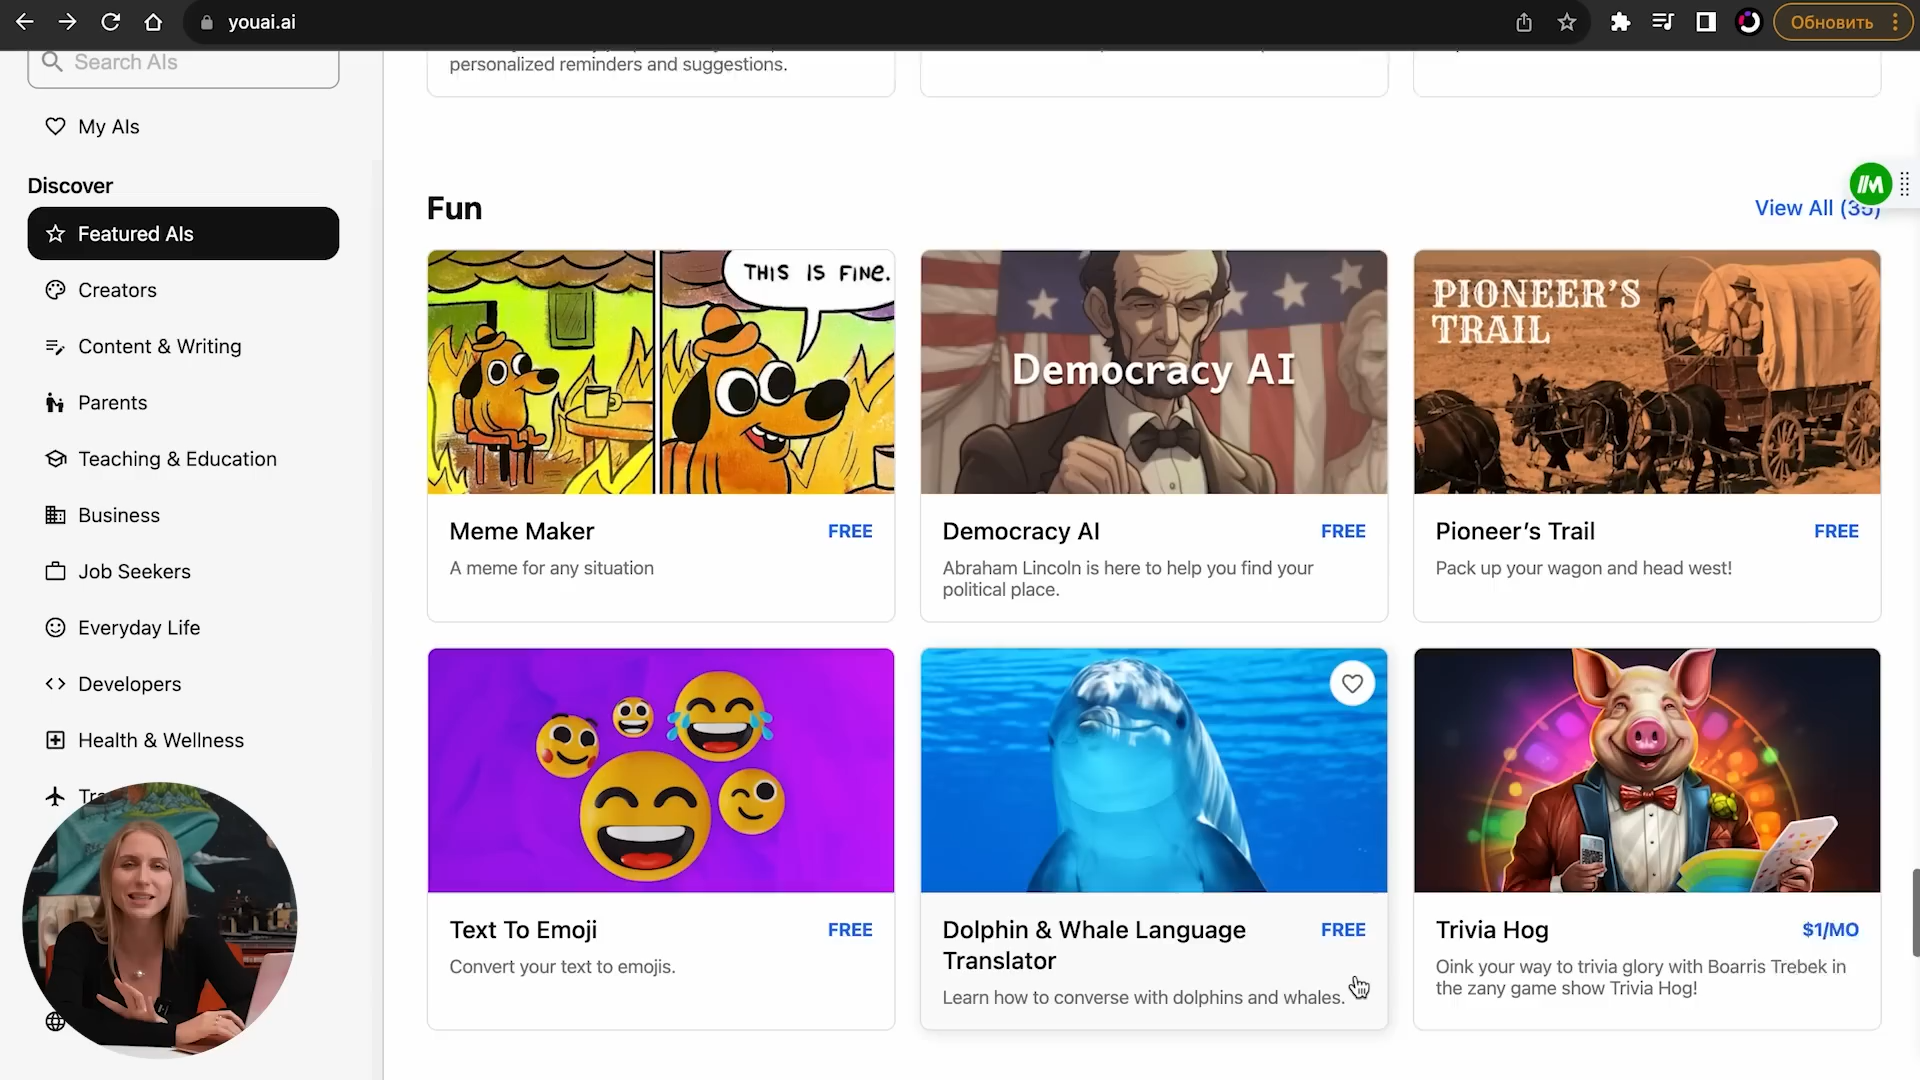 youai.ai
Обновить
Search AIs
My AIs
Discover
Featured AIs
Creators
Content & Writing
Parents
Teaching & Education
Business
Job Seekers
Everyday Life
Developers
Health & Wellness
personalized reminders and suggestions.
Fun
View All (35)
THIS IS FINE.
Meme Maker
FREE
A meme for any situation
Democracy AI
Democracy AI
FREE
Abraham Lincoln is here to help you find your
political place.
PIONEER'S
TRAIL
Pioneer’s Trail
FREE
Pack up your wagon and head west!
Text To Emoji
FREE
Convert your text to emojis.
Dolphin & Whale Language
Translator
FREE
Learn how to converse with dolphins and whales.
Trivia Hog
$1/MO
Oink your way to trivia glory with Boarris Trebek in
the zany game show Trivia Hog!